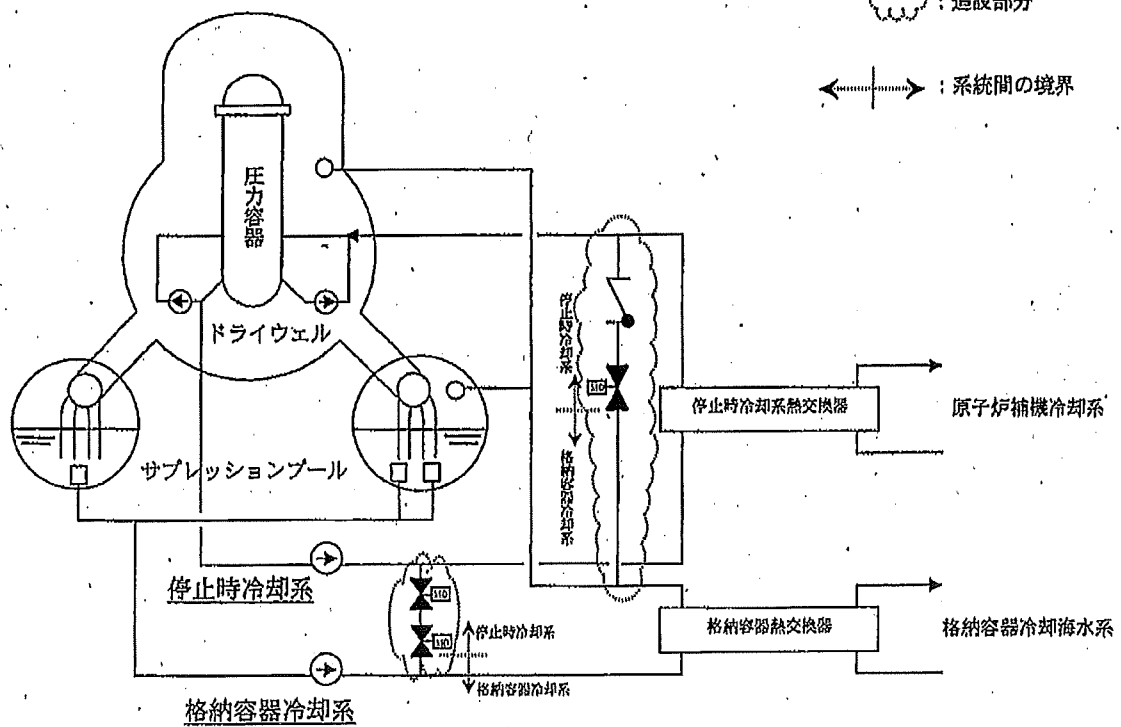 ：追設部分
：系統間の境界
圧力容器
ドライウェル
サプレッションプール
停止時冷却系
格納容器冷却系
停止時冷却系熱交換器
原子炉補機冷却系
停止時冷却系
停止時冷却系
格納容器冷却系
格納容器熱交換器
格納容器冷却海水系
格納容器冷却系